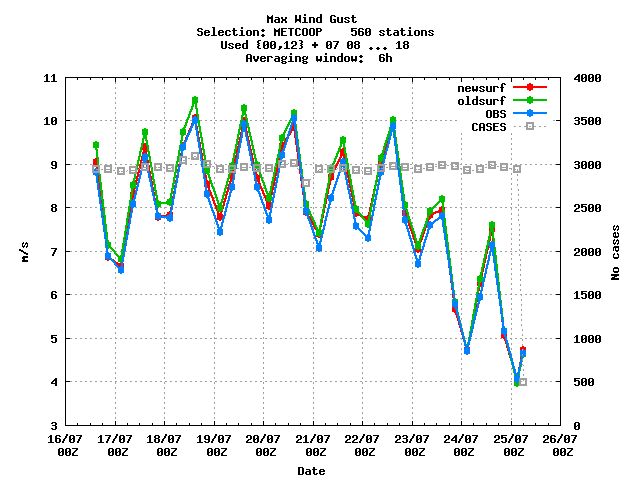 Max Wind Gust
Selection: METCOOP 560 stations
Used {00,12} + 07 08 ... 18
Averaging window: 6h
newsurf
oldsurf
OBS
CASES
11
10
9
8
7
6
5
4
3
m/s
4000
3500
3000
2500
2000
1500
1000
500
0
No cases
16/07 17/07 18/07 19/07 20/07 21/07 22/07 23/07 24/07 25/07 26/07
00Z 00Z 00Z 00Z 00Z 00Z 00Z 00Z 00Z 00Z 00Z
Date